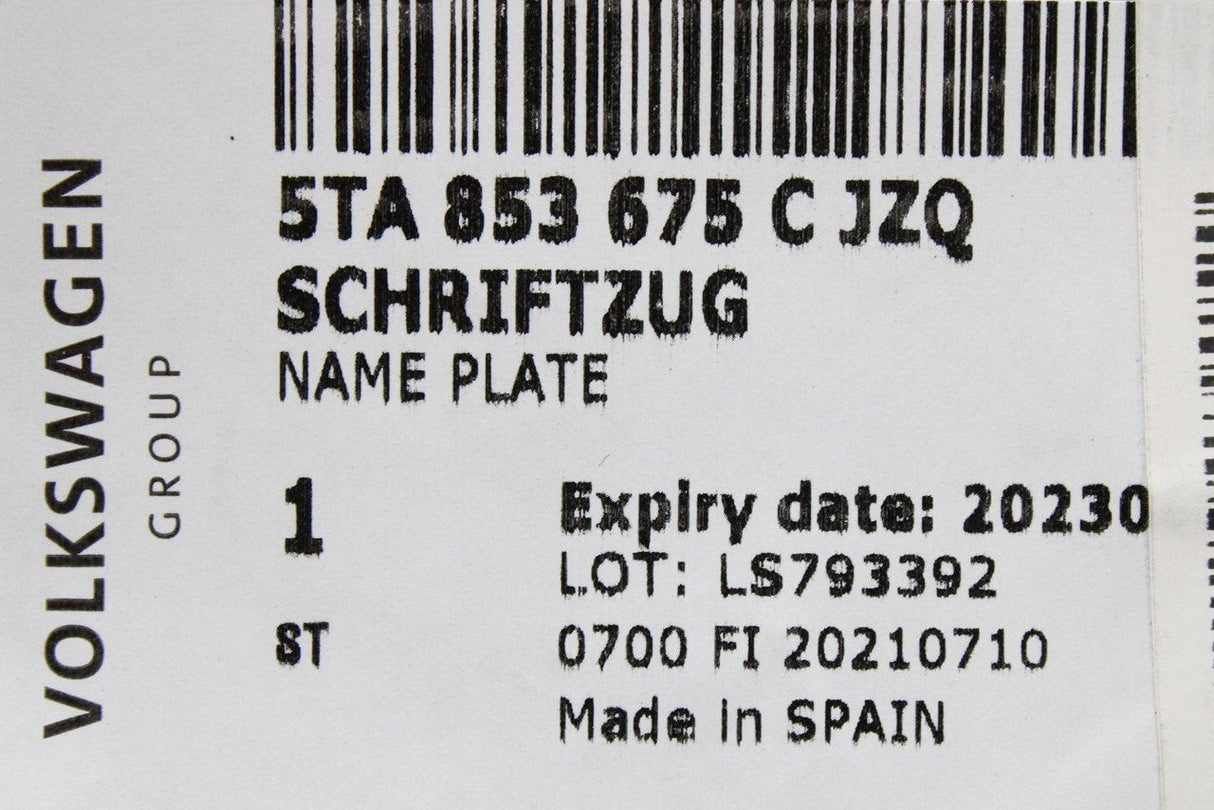 VOLKSWAGEN
GROUP
5TA 853 675 C JZQ
SCHRIFTZUG
NAME PLATE
1
Expiry date: 20230
LOT: LS793392
ST
0700 FI 20210710
Made in SPAIN